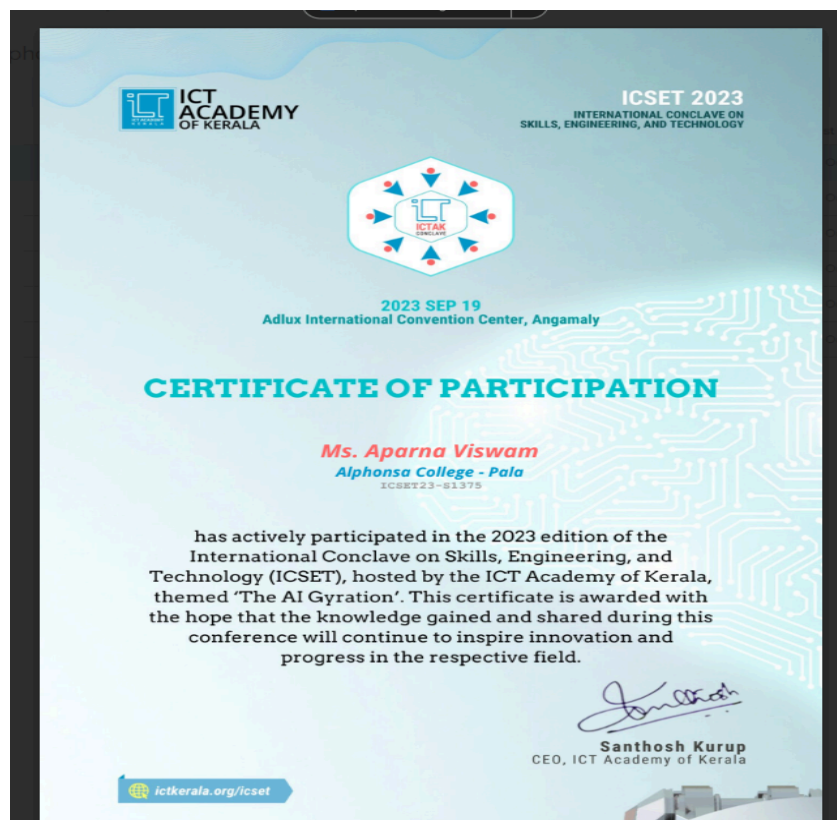 ICT
ACADEMY
OF KERALA
ICSET 2023
INTERNATIONAL CONCLAVE ON
SKILLS, ENGINEERING, AND TECHNOLOGY
ICTAK
CONCLAVE
2023 SEP 19
Adlux International Convention Center, Angamaly
CERTIFICATE OF PARTICIPATION
Ms. Aparna Viswam
Alphonsa College - Pala
ICSET23-S1375
has actively participated in the 2023 edition of the
International Conclave on Skills, Engineering, and
Technology (ICSET), hosted by the ICT Academy of Kerala,
themed ‘The AI Gyration’. This certificate is awarded with
the hope that the knowledge gained and shared during this
conference will continue to inspire innovation and
progress in the respective field.
Santhosh
Santhosh Kurup
CEO, ICT Academy of Kerala
ictkerala.org/icset